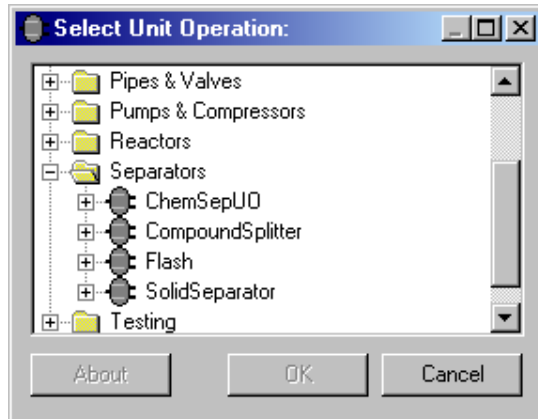 Select Unit Operation:
Pipes & Valves
Pumps & Compressors
Reactors
Separators
ChemSepUO
CompoundSplitter
Flash
SolidSeparator
Testing
About OK Cancel